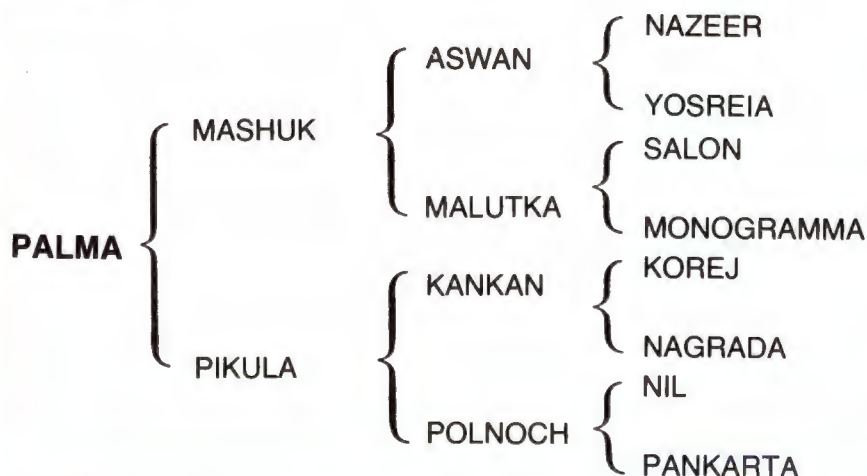 NAZEER
ASWAN
YOSREIA
MASHUK
SALON
MALUTKA
MONOGRAMMA
PALMA
KOREJ
KANKAN
NAGRADA
PIKULA
NIL
POLNOCH
PANKARTA